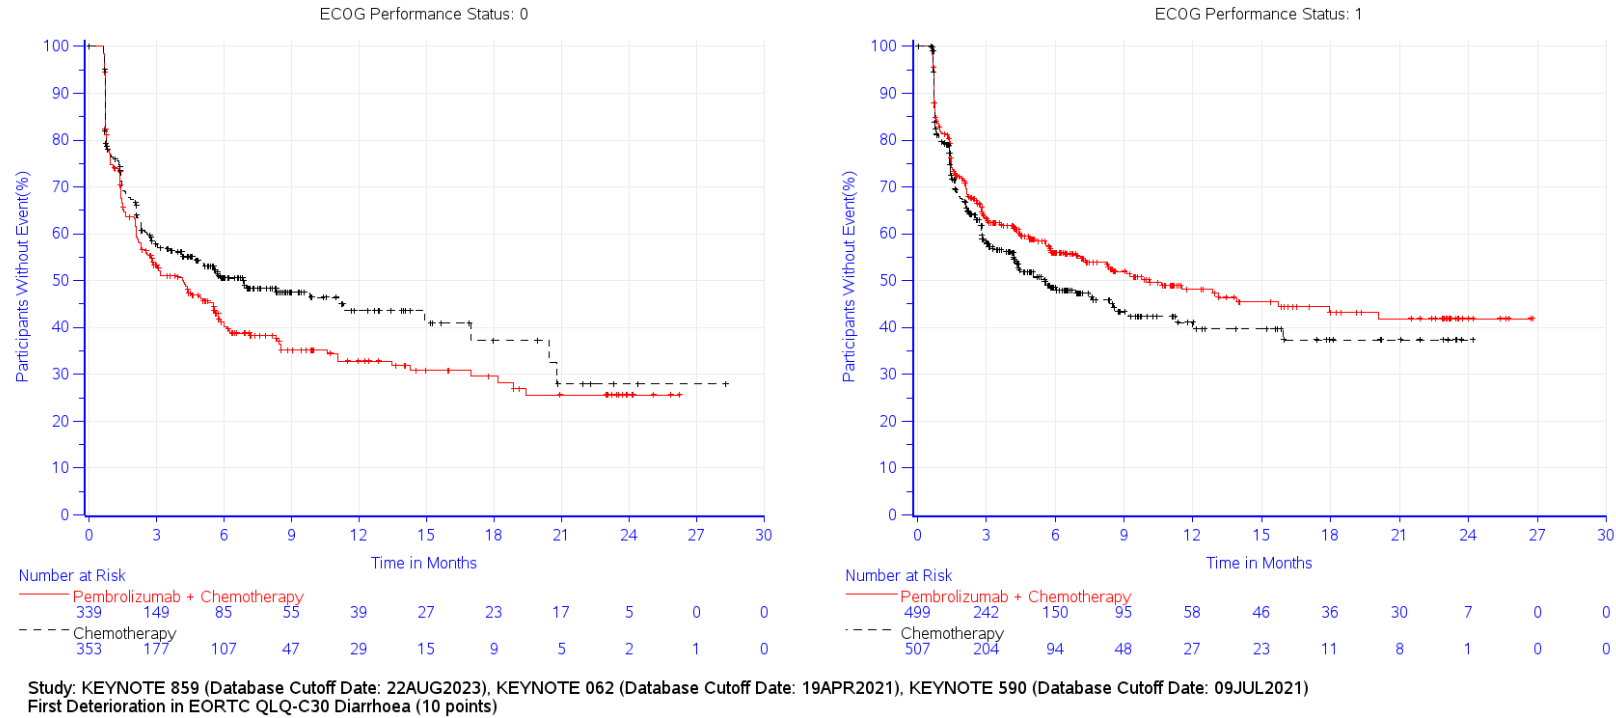 ECOG Performance Status: 0
Participants Without Event(%)
100
90
80
70
60
50
40
30
20
10
0
0 3 6 9 12 15 18 21 24 27 30
Time in Months
Number at Risk
Pembrolizumab + Chemotherapy
339 149 85 55 39 27 23 17 5 0 0
Chemotherapy
353 177 107 47 29 15 9 5 2 1 0
ECOG Performance Status: 1
Participants Without Event(%)
100
90
80
70
60
50
40
30
20
10
0
0 3 6 9 12 15 18 21 24 27 30
Time in Months
Number at Risk
Pembrolizumab + Chemotherapy
499 242 150 95 58 46 36 30 7 0 0
Chemotherapy
507 204 94 48 27 23 11 8 1 0 0
Study: KEYNOTE 859 (Database Cutoff Date: 22AUG2023), KEYNOTE 062 (Database Cutoff Date: 19APR2021), KEYNOTE 590 (Database Cutoff Date: 09JUL2021)
First Deterioration in EORTC QLQ-C30 Diarrhoea (10 points)